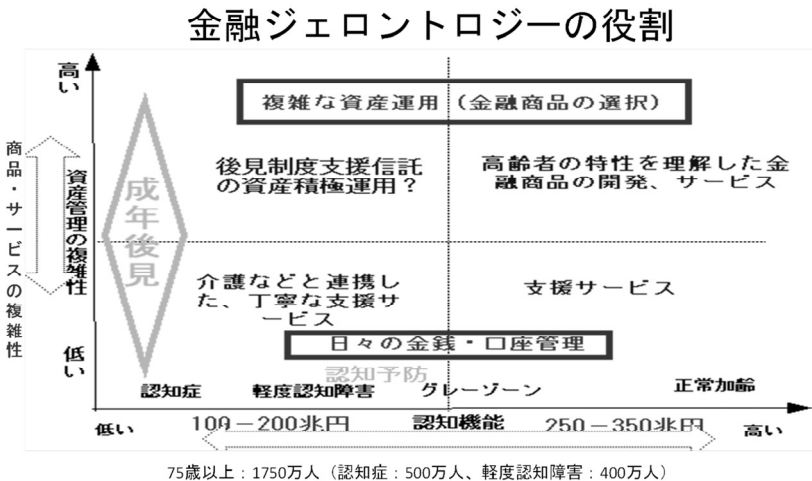 金融ジェロントロジーの役割
高い
複雑な資産運用（金融商品の選択）
商品・サービスの複雑性
資産管理の複雑性
成年後見
後見制度支援信託
の資産積極運用？
高齢者の特性を理解した金
融商品の開発、サービス
介護などと連携し
た、丁寧な支援サ
ービス
支援サービス
日々の金銭・口座管理
低い
認知予防
認知症
軽度認知障害
グレーゾーン
正常加齢
低い
100－200兆円
認知機能
250－350兆円
高い
75歳以上：1750万人（認知症：500万人、軽度認知障害：400万人）